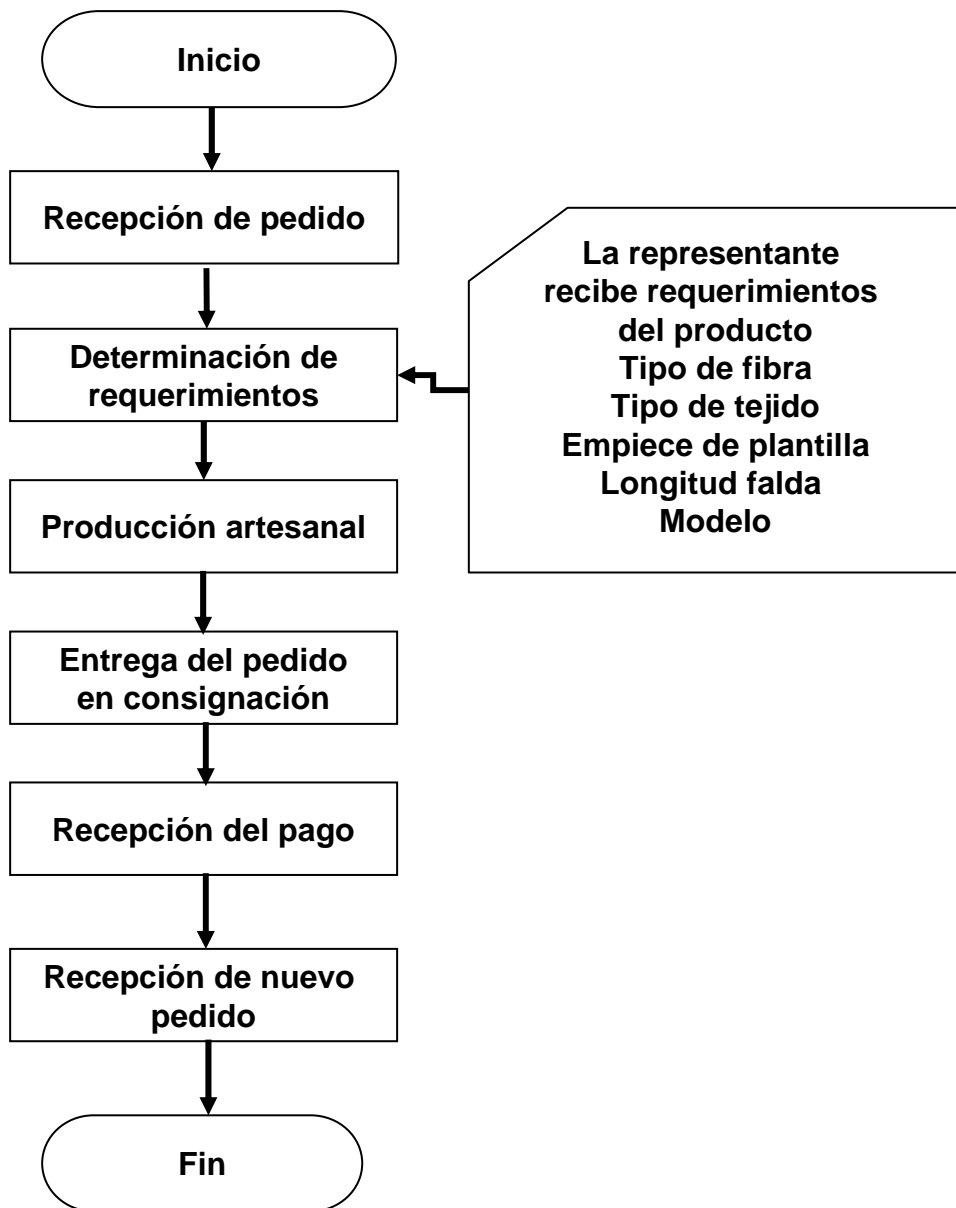 Inicio
Recepción de pedido
Determinación de
requerimientos
La representante
recibe requerimientos
del producto
Tipo de fibra
Tipo de tejido
Empiece de plantilla
Longitud falda
Modelo
Producción artesanal
Entrega del pedido
en consignación
Recepción del pago
Recepción de nuevo
pedido
Fin